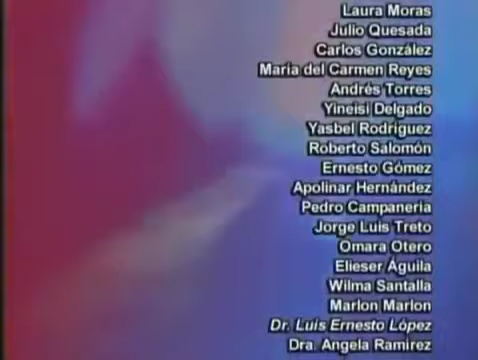 Laura Moras
Julio Quesada
Carlos González
María del Carmen Reyes
Andrés Torres
Yineisi Delgado
Yasbel Rodríguez
Roberto Salomón
Ernesto Gómez
Apolinar Hernández
Pedro Campaneria
Jorge Luis Treto
Omara Otero
Elieser Águila
Wilma Santalla
Marlon Marlon
Dr. Luis Ernesto López
Dra. Angela Ramírez